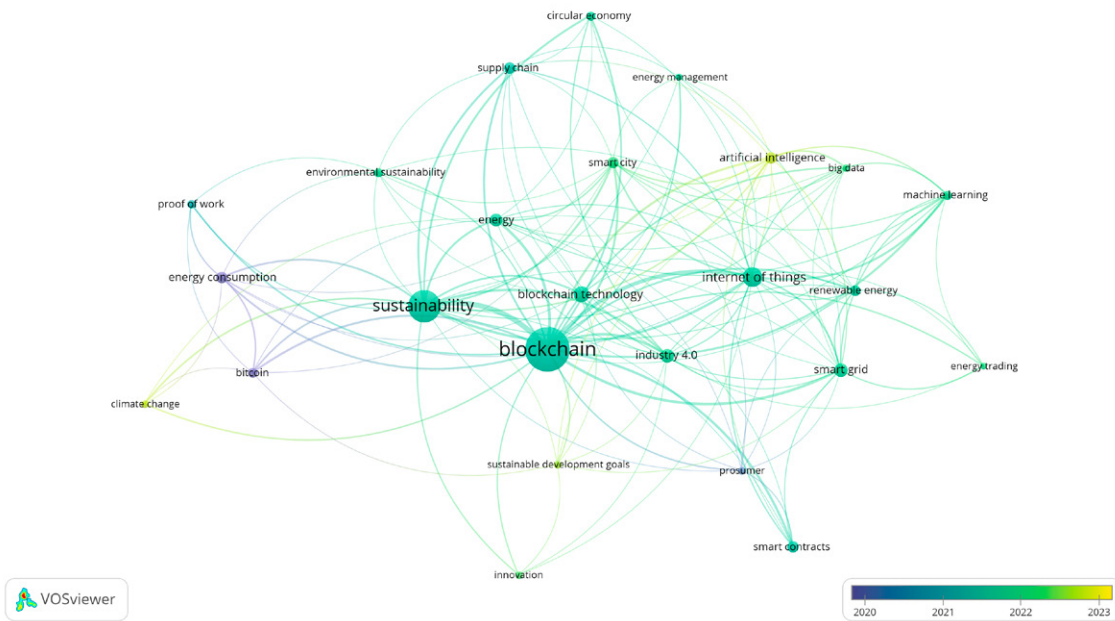 circular economy
supply chain
energy management
artificial intelligence
smart city
big data
environmental sustainability
machine learning
proof of work
energy
energy consumption
internet of things
renewable energy
blockchain technology
sustainability
blockchain
industry 4.0
energy trading
smart grid
bitcoin
climate change
sustainable development goals
prosumer
smart contracts
innovation
VOSviewer
2020 2021 2022 2023